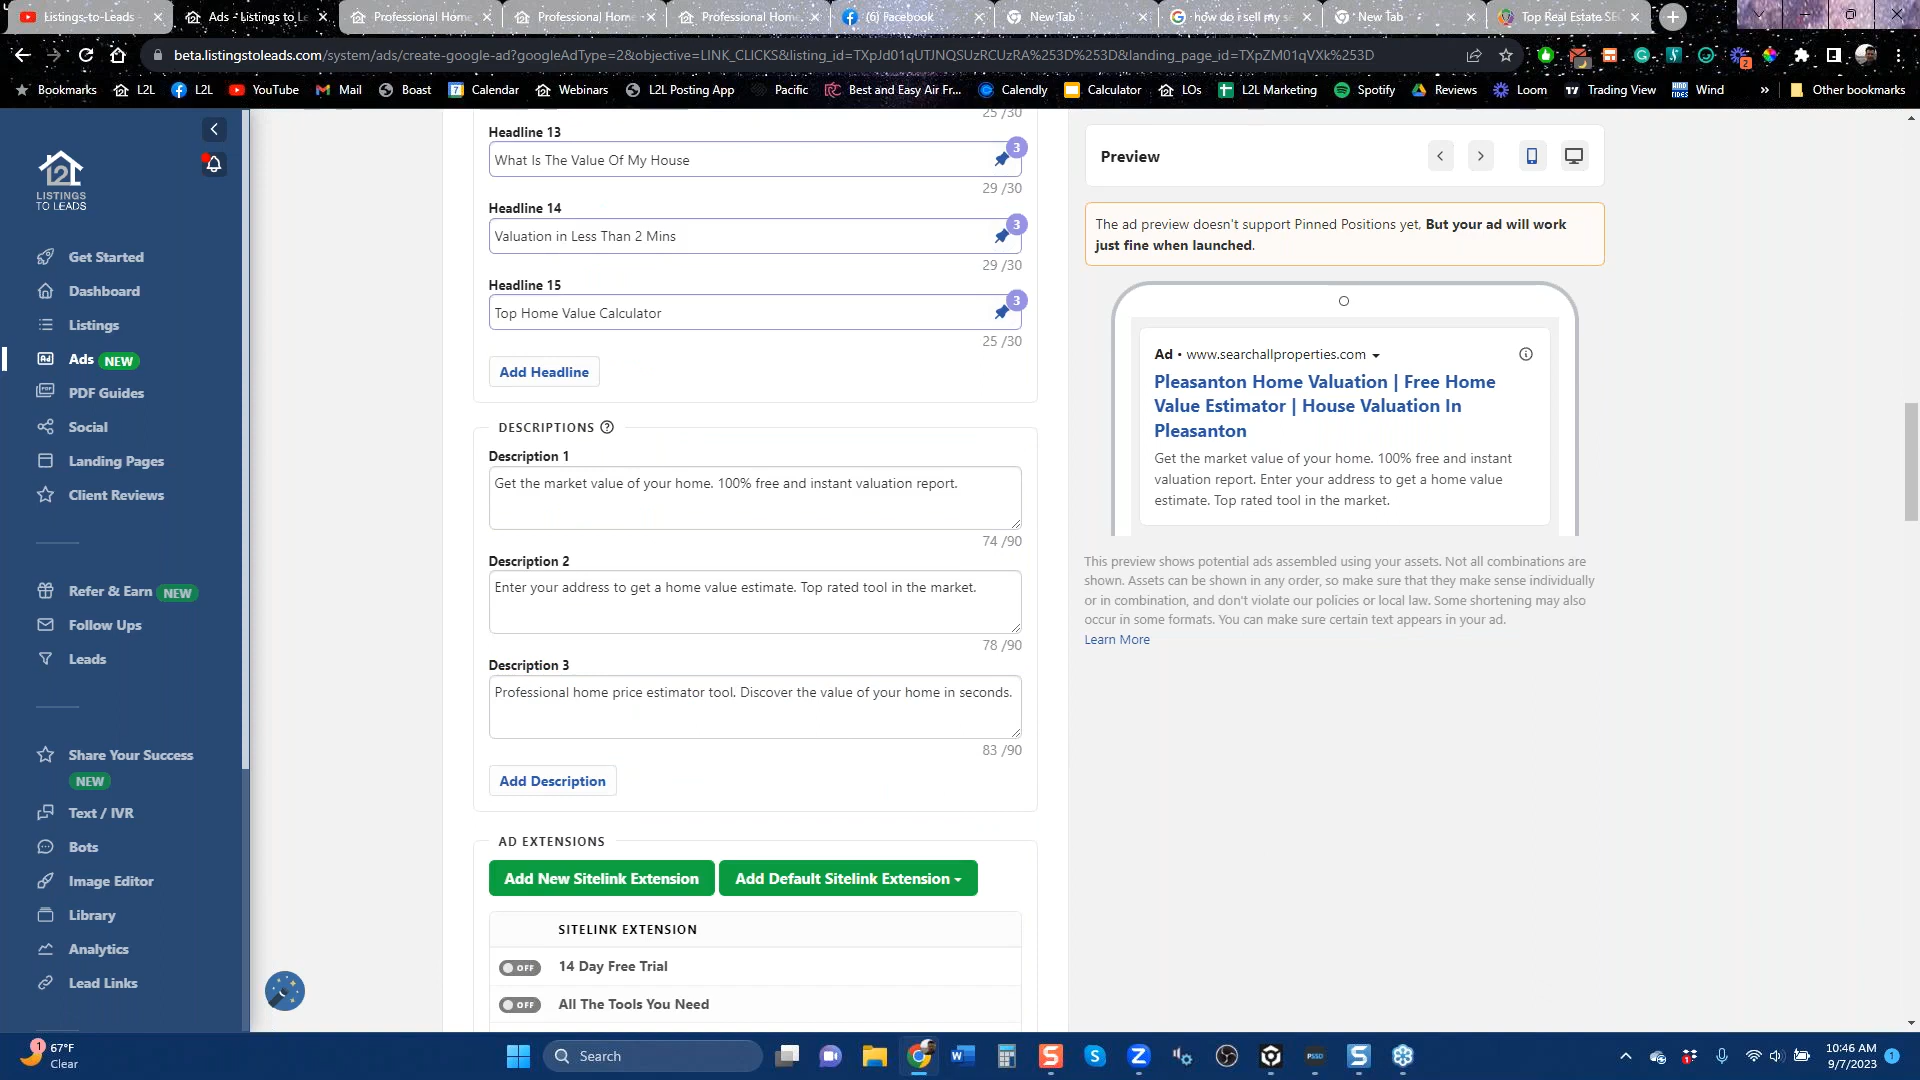 Listings-to-Leads
Ads - Listings to Le
Professional Home
Professional Home
Professional Home
(6) Facebook
New Tab
how do i sell my s
New Tab
Top Real Estate SE
beta.listingstoleads.com/system/ads/create-google-ad?googleAdType=2&objective=LINK_CLICKS&listing_id=TXpJd01qUTJNQSUzRCUzRA%253D%253D&landing_page_id=TXpZM01qVXk%253D
Bookmarks
L2L
L2L
YouTube
Mail
Boast
Calendar
Webinars
L2L Posting App
Pacific
Best and Easy Air Fr...
Calendly
Calculator
LOs
L2L Marketing
Spotify
Reviews
Loom
Trading View
Wind
»
Other bookmarks
LISTINGS
TO LEADS
Get Started
Dashboard
Listings
Ads NEW
PDF Guides
Social
Landing Pages
Client Reviews
Refer & Earn NEW
Follow Ups
Leads
Share Your Success
NEW
Text / IVR
Bots
Image Editor
Library
Analytics
Lead Links
25 /30
Headline 13
What Is The Value Of My House
3
29 /30
Headline 14
Valuation in Less Than 2 Mins
3
29 /30
Headline 15
Top Home Value Calculator
3
25 /30
Add Headline
DESCRIPTIONS
Description 1
Get the market value of your home. 100% free and instant valuation report.
74 /90
Description 2
Enter your address to get a home value estimate. Top rated tool in the market.
78 /90
Description 3
Professional home price estimator tool. Discover the value of your home in seconds.
83 /90
Add Description
AD EXTENSIONS
Add New Sitelink Extension
Add Default Sitelink Extension
SITELINK EXTENSION
OFF 14 Day Free Trial
OFF All The Tools You Need
Preview
The ad preview doesn't support Pinned Positions yet, But your ad will work
just fine when launched.
Ad • www.searchallproperties.com
Pleasanton Home Valuation | Free Home
Value Estimator | House Valuation In
Pleasanton
Get the market value of your home. 100% free and instant
valuation report. Enter your address to get a home value
estimate. Top rated tool in the market.
This preview shows potential ads assembled using your assets. Not all combinations are
shown. Assets can be shown in any order, so make sure that they make sense individually
or in combination, and don't violate our policies or local law. Some shortening may also
occur in some formats. You can make sure certain text appears in your ad.
Learn More
1
67°F
Clear
Search
10:46 AM
9/7/2023
1